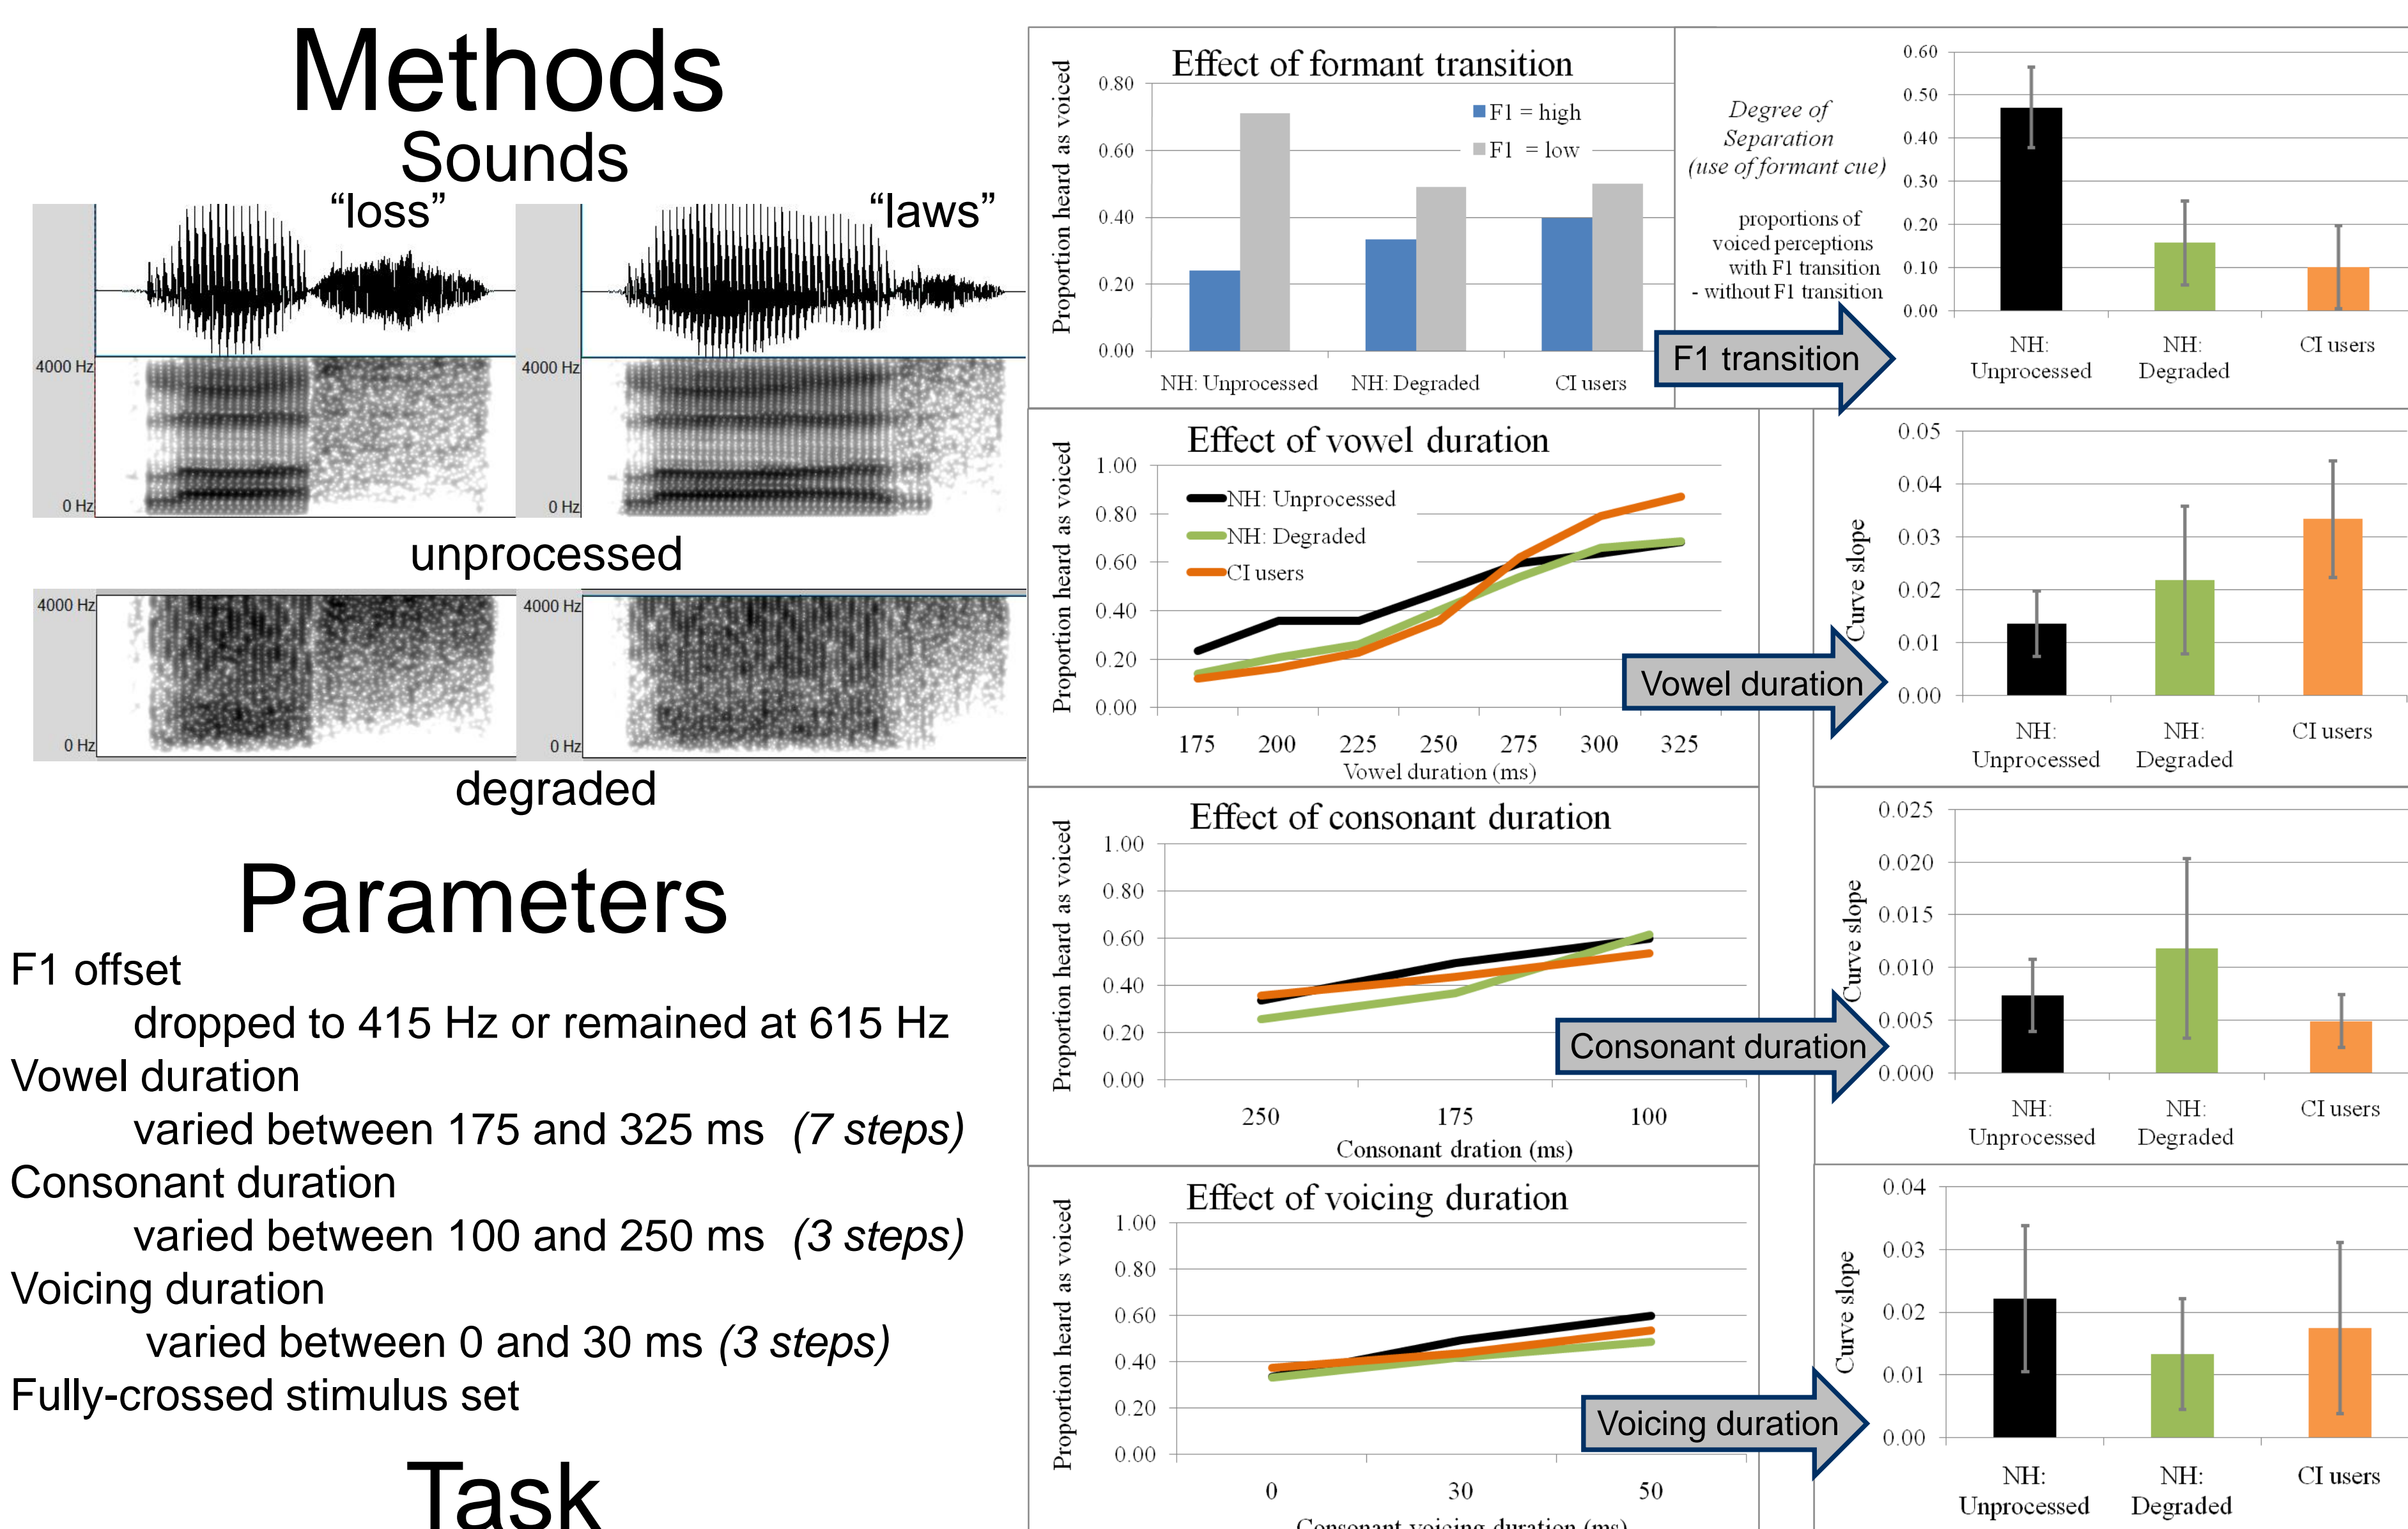 Methods
Sounds
“loss”
“laws”
4000 Hz
0 Hz
4000 Hz
0 Hz
unprocessed
4000 Hz
0 Hz
4000 Hz
0 Hz
degraded
Parameters
F1 offset
dropped to 415 Hz or remained at 615 Hz
Vowel duration
varied between 175 and 325 ms (7 steps)
Consonant duration
varied between 100 and 250 ms (3 steps)
Voicing duration
varied between 0 and 30 ms (3 steps)
Fully-crossed stimulus set
Task
Effect of formant transition
Proportion heard as voiced
0.80
0.60
0.40
0.20
0.00
F1 = high
F1 = low
NH: Unprocessed
NH: Degraded
CI users
Degree of
Separation
(use of formant cue)
proportions of
voiced perceptions
with F1 transition
- without F1 transition
F1 transition
0.60
0.50
0.40
0.30
0.20
0.10
0.00
NH:
Unprocessed
NH:
Degraded
CI users
Effect of vowel duration
Proportion heard as voiced
1.00
0.80
0.60
0.40
0.20
0.00
NH: Unprocessed
NH: Degraded
CI users
175 200 225 250 275 300 325
Vowel duration (ms)
Vowel duration
Curve slope
0.05
0.04
0.03
0.02
0.01
0.00
NH:
Unprocessed
NH:
Degraded
CI users
Effect of consonant duration
Proportion heard as voiced
1.00
0.80
0.60
0.40
0.20
0.00
250 175 100
Consonant dration (ms)
Consonant duration
Curve slope
0.025
0.020
0.015
0.010
0.005
0.000
NH:
Unprocessed
NH:
Degraded
CI users
Effect of voicing duration
Proportion heard as voiced
1.00
0.80
0.60
0.40
0.20
0.00
0 30 50
Consonant voicing duration (ms)
Voicing duration
Curve slope
0.04
0.03
0.02
0.01
0.00
NH:
Unprocessed
NH:
Degraded
CI users